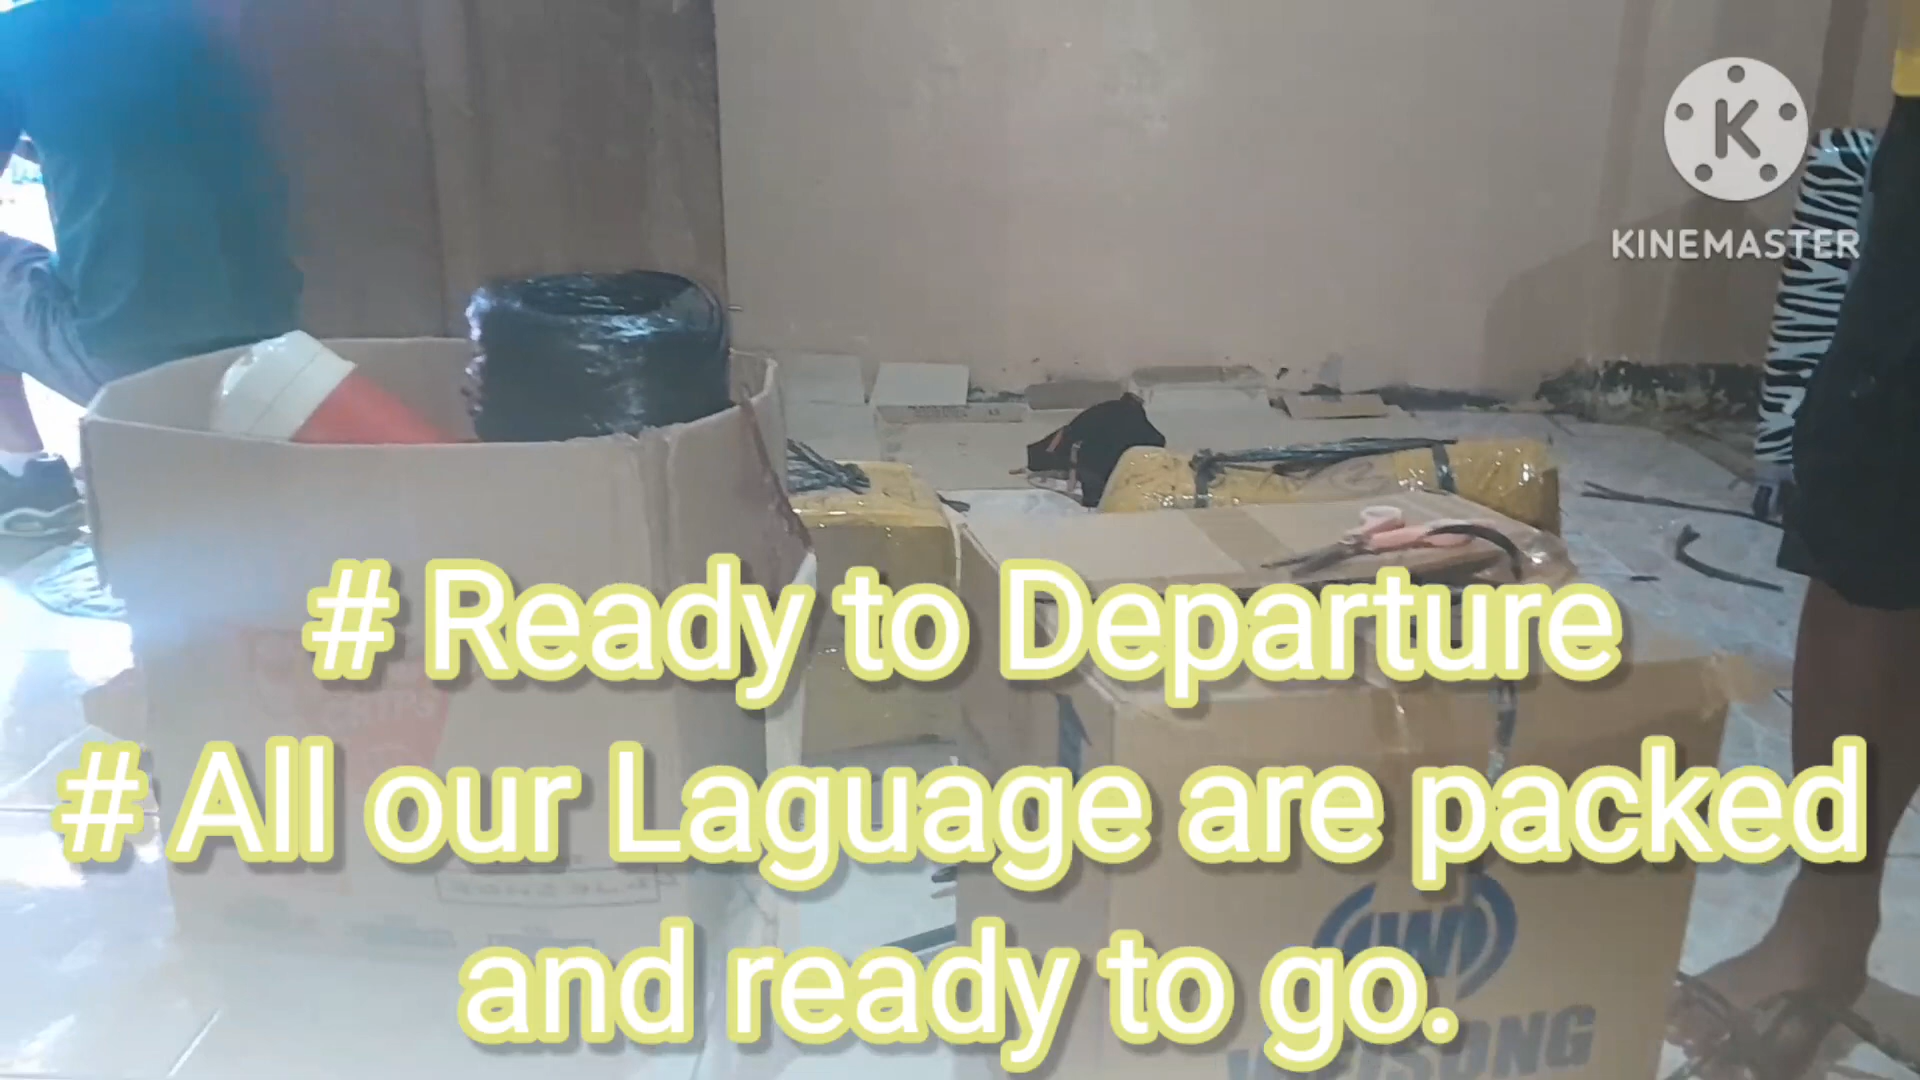 KINEMASTER
# Ready to Departure
# All our Laguage are packed
and ready to go.